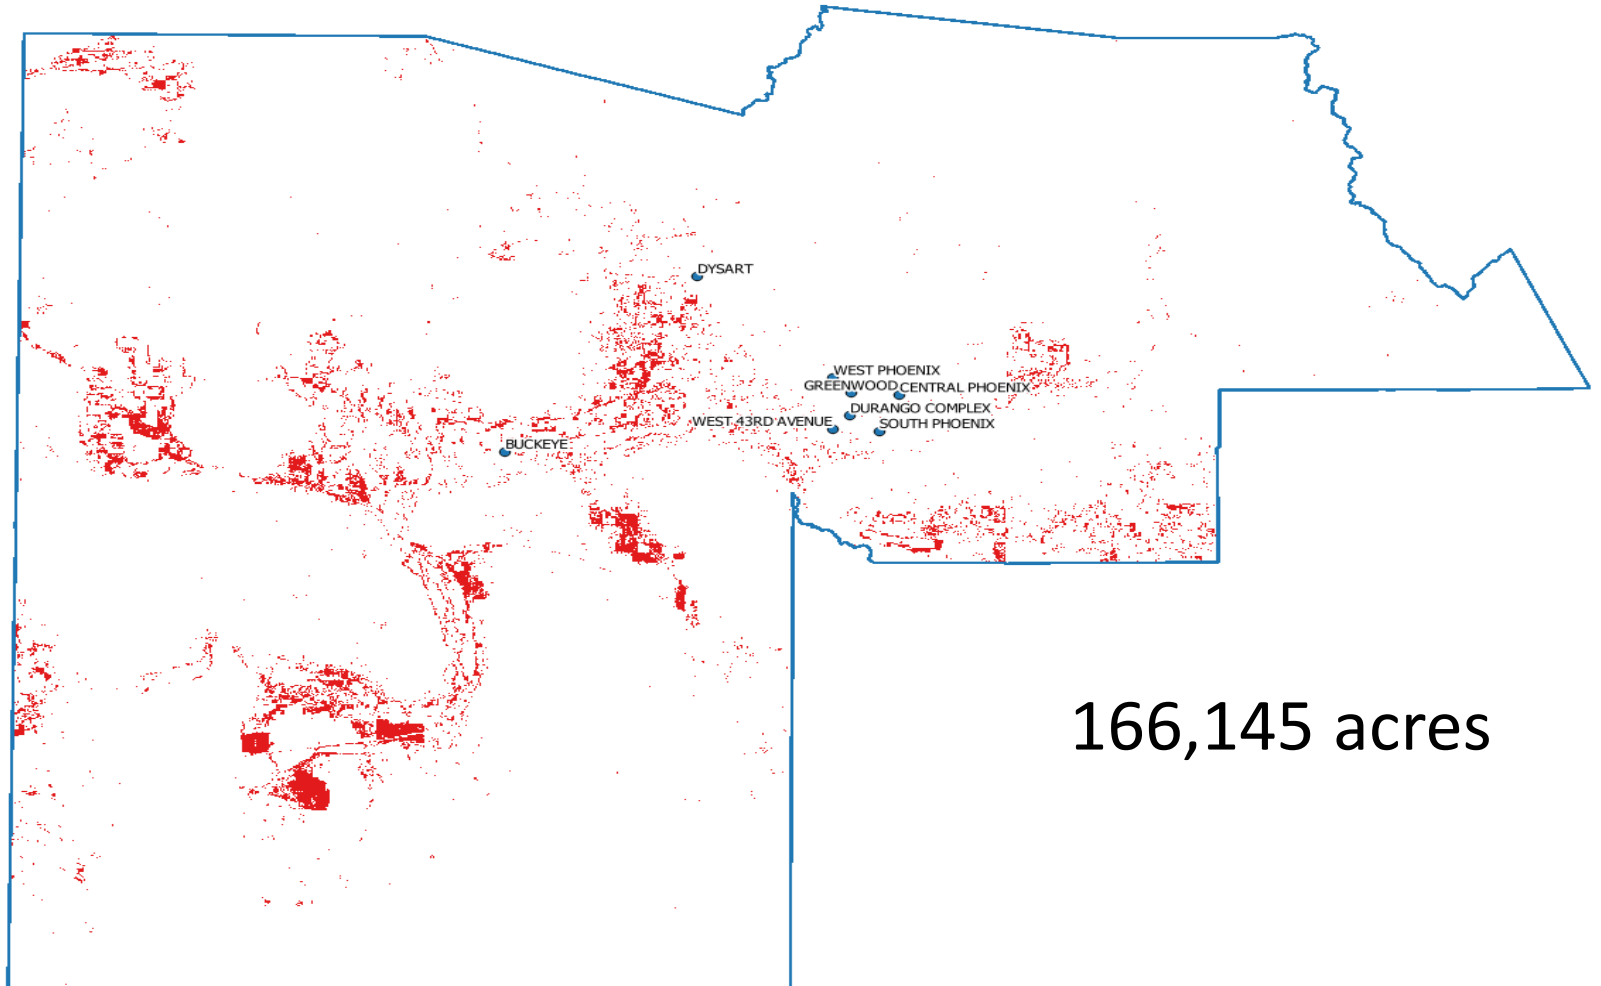 DYSART
WEST PHOENIX
GREENWOOD
CENTRAL PHOENIX
DURANGO COMPLEX
WEST 43RD AVENUE
SOUTH PHOENIX
BUCKEYE
166,145 acres